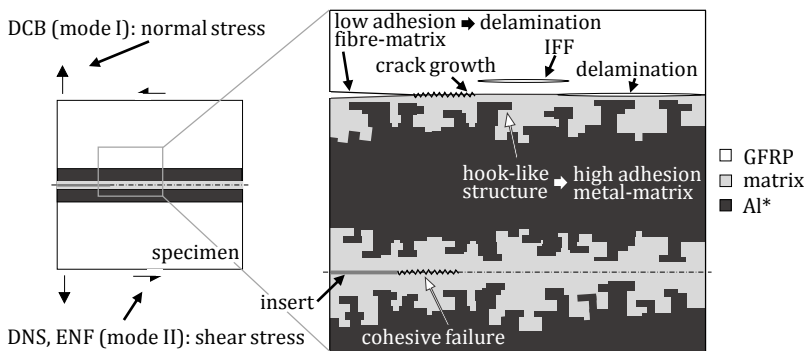 DCB (mode I): normal stress
specimen
DNS, ENF (mode II): shear stress
low adhesion ➡ delamination
fibre-matrix
IFF
crack growth
delamination
hook-like
structure ➡ high adhesion
metal-matrix
insert
cohesive failure
GFRP
matrix
Al*